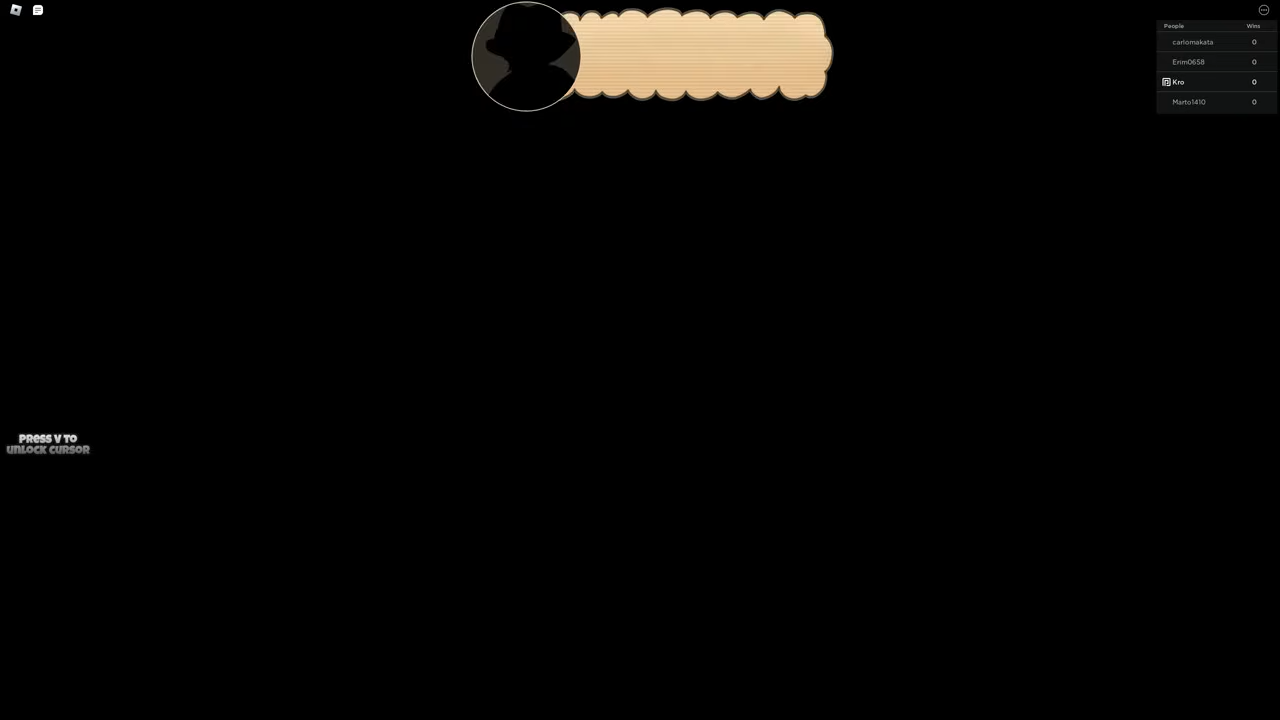 People Wins
carlomakata 0
Erim0658 0
Kro 0
Marto1410 0
PRESS V TO
UNLOCK CURSOR